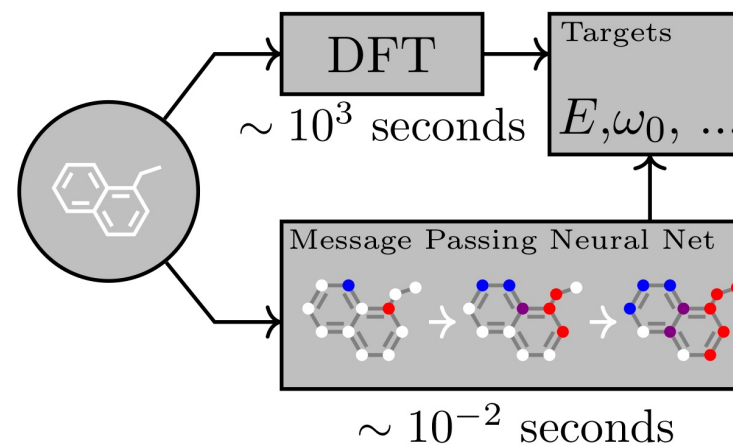 DFT
~ 10³ seconds
Targets
E,ω₀, ...
Message Passing Neural Net
~ 10⁻² seconds